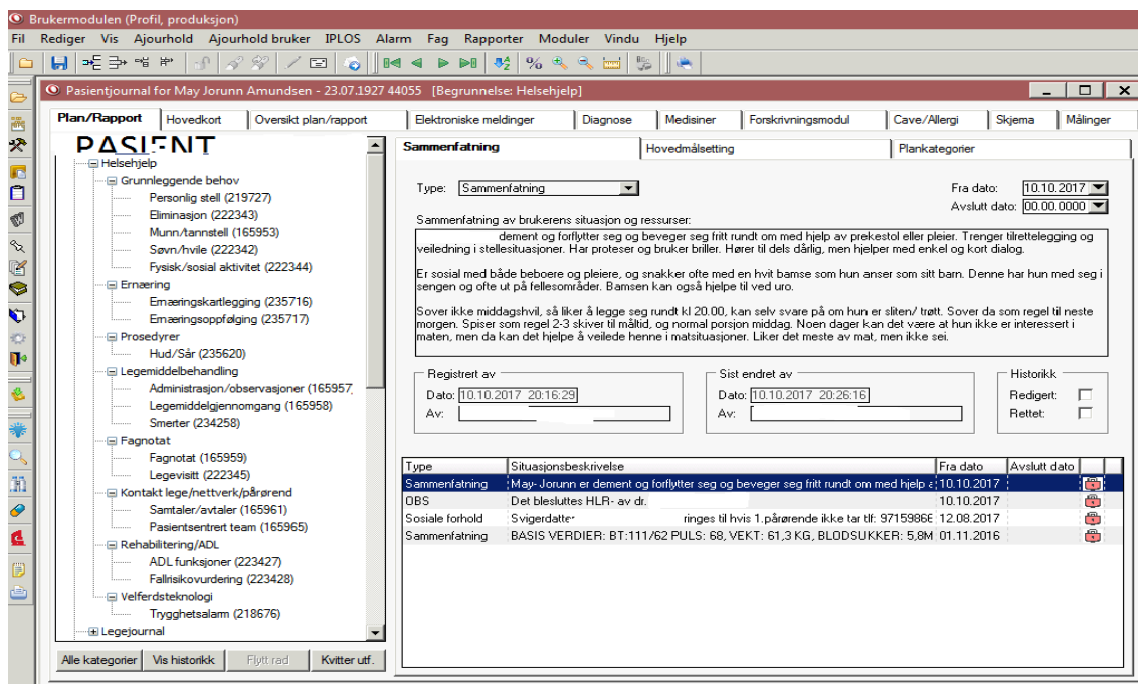 Brukermodulen (Profil, produksjon)
Fil Rediger Vis Ajourhold Ajourhold bruker IPLOS Alarm Fag Rapporter Moduler Vindu Hjelp
Pasientjournal for May Jorunn Amundsen - 23.07.1927 44055 [Begrunnelse: Helsehjelp]
Plan/Rapport Hovedkort Oversikt plan/rapport Elektroniske meldinger Diagnose Medisiner Forskrivningsmodul Cave/Allergi Skjema Målinger
PASIENT
Helsehjelp
Grunnleggende behov
Personlig stell (219727)
Eliminasjon (222343)
Munn/tannstell (165953)
Søvn/hvile (222342)
Fysisk/sosial aktivitet (222344)
Ernæring
Ernæringskartlegging (235716)
Ernæringsoppfølging (235717)
Prosedyrer
Hud/Sår (235620)
Legemiddelbehandling
Administrasjon/observasjoner (165957)
Legemiddelgjennomgang (165958)
Smerter (234258)
Fagnotat
Fagnotat (165959)
Legevisitt (222345)
Kontakt lege/nettverk/pårørend
Samtaler/avtaler (165961)
Pasientsentrert team (165965)
Rehabilitering/ADL
ADL funksjoner (223427)
Fallrisikovurdering (223428)
Velferdsteknologi
Trygghetsalarm (218676)
Legejournal
Alle kategorier Vis historikk Flytt rad Kvitter utf.
Sammenfatning Hovedmålsetting Plankategorier
Type: Sammenfatning Fra dato: 10.10.2017
Avslutt dato: 00.00.0000
Sammenfatning av brukerens situasjon og ressurser:
dement og forflytter seg og beveger seg fritt rundt om med hjelp av prekestol eller pleier. Trenger tilrettelegging og
veiledning i stellesituasjoner. Har proteser og bruker briller. Hører til dels dårlig, men hjelper med enkel og kort dialog.
Er sosial med både beboere og pleiere, og snakker ofte med en hvit bamse som hun anser som sitt barn. Denne har hun med seg i
sengen og ofte ut på fellesområder. Bamsen kan også hjelpe til ved uro.
Sover ikke middagshvil, så liker å legge seg rundt kl 20.00, kan selv svare på om hun er sliten/ trøtt. Sover da som regel til neste
morgen. Spiser som regel 2-3 skiver til måltid, og normal porsjon middag. Noen dager kan det være at hun ikke er interessert i
maten, men da kan det hjelpe å veilede henne i matsituasjoner. Liker det meste av mat, men ikke sei.
Registrert av Sist endret av Historikk
Dato: 10.10.2017 20:16:29 Dato: 10.10.2017 20:26:16 Redigert:
Av: Av: Rettet:
Type Situasjonsbeskrivelse Fra dato Avslutt dato
Sammenfatning May- Jorunn er dement og forflytter seg og beveger seg fritt rundt om med hjelp a 10.10.2017
OBS Det blesluttes HLR- av dr. 10.10.2017
Sosiale forhold Svigerdatter ringes til hvis 1.pårørende ikke tar tlf: 9715986 12.08.2017
Sammenfatning BASIS VERDIER: BT:111/62 PULS: 68, VEKT: 61,3 KG, BLODSUKKER: 5,8M 01.11.2016